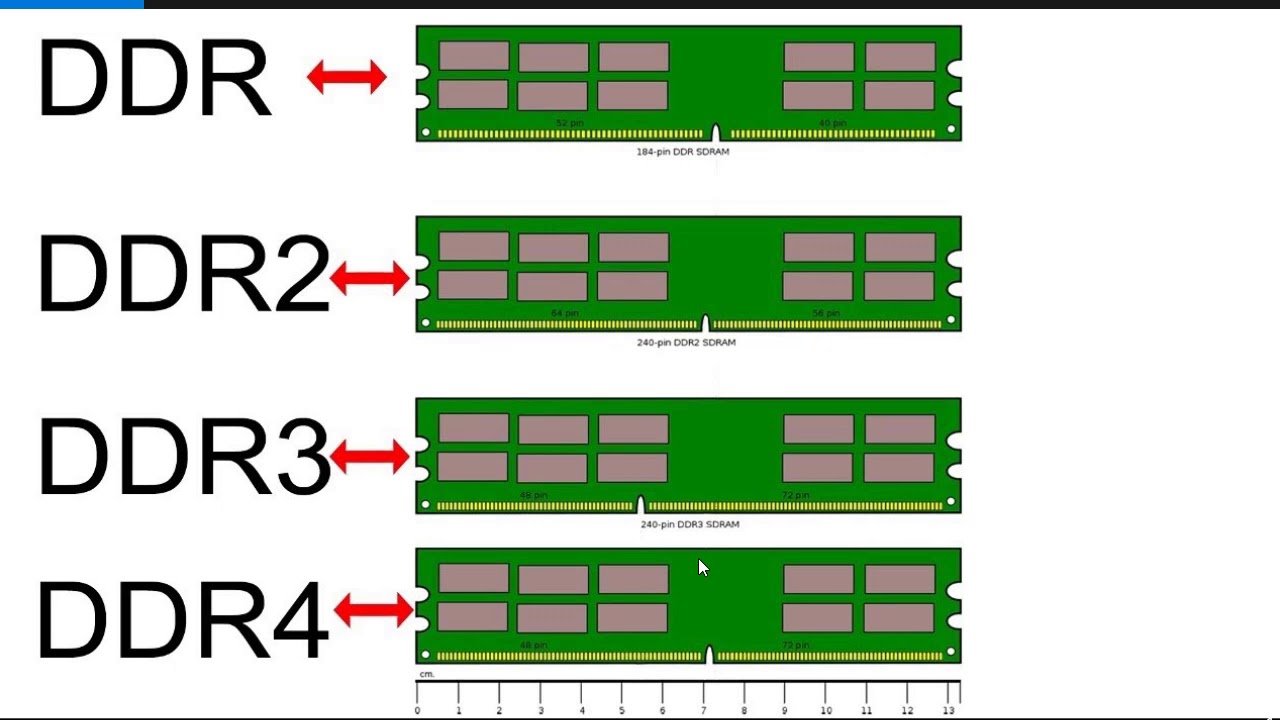 DDR
52 pin 40 pin
184-pin DDR SDRAM
DDR2
64 pin 56 pin
240-pin DDR2 SDRAM
DDR3
48 pin 72 pin
240-pin DDR3 SDRAM
DDR4
48 pin 72 pin
cm.
0 1 2 3 4 5 6 7 8 9 10 11 12 13